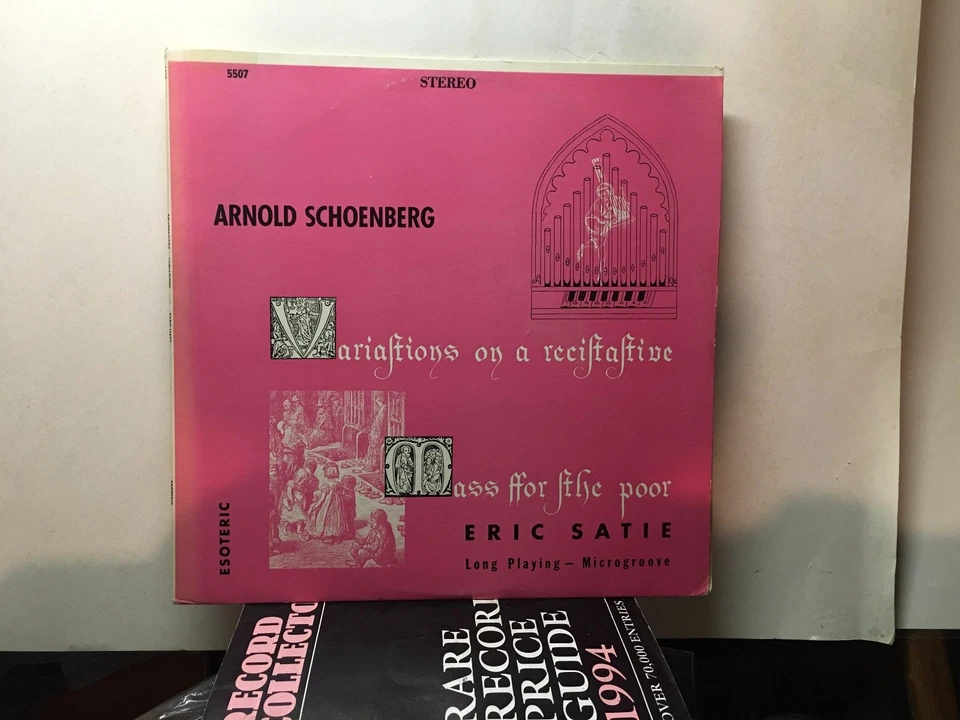 5507
STEREO
ARNOLD SCHOENBERG
Variaſtions on a reciſtaſtive
Mass ffor ſthe poor
ERIC SATIE
Long Playing – Microgroove
ESOTERIC
RECORD
COLLECTO
RARE
RECORD
PRICE
GUIDE
1994
OVER 70,000 ENTRIES